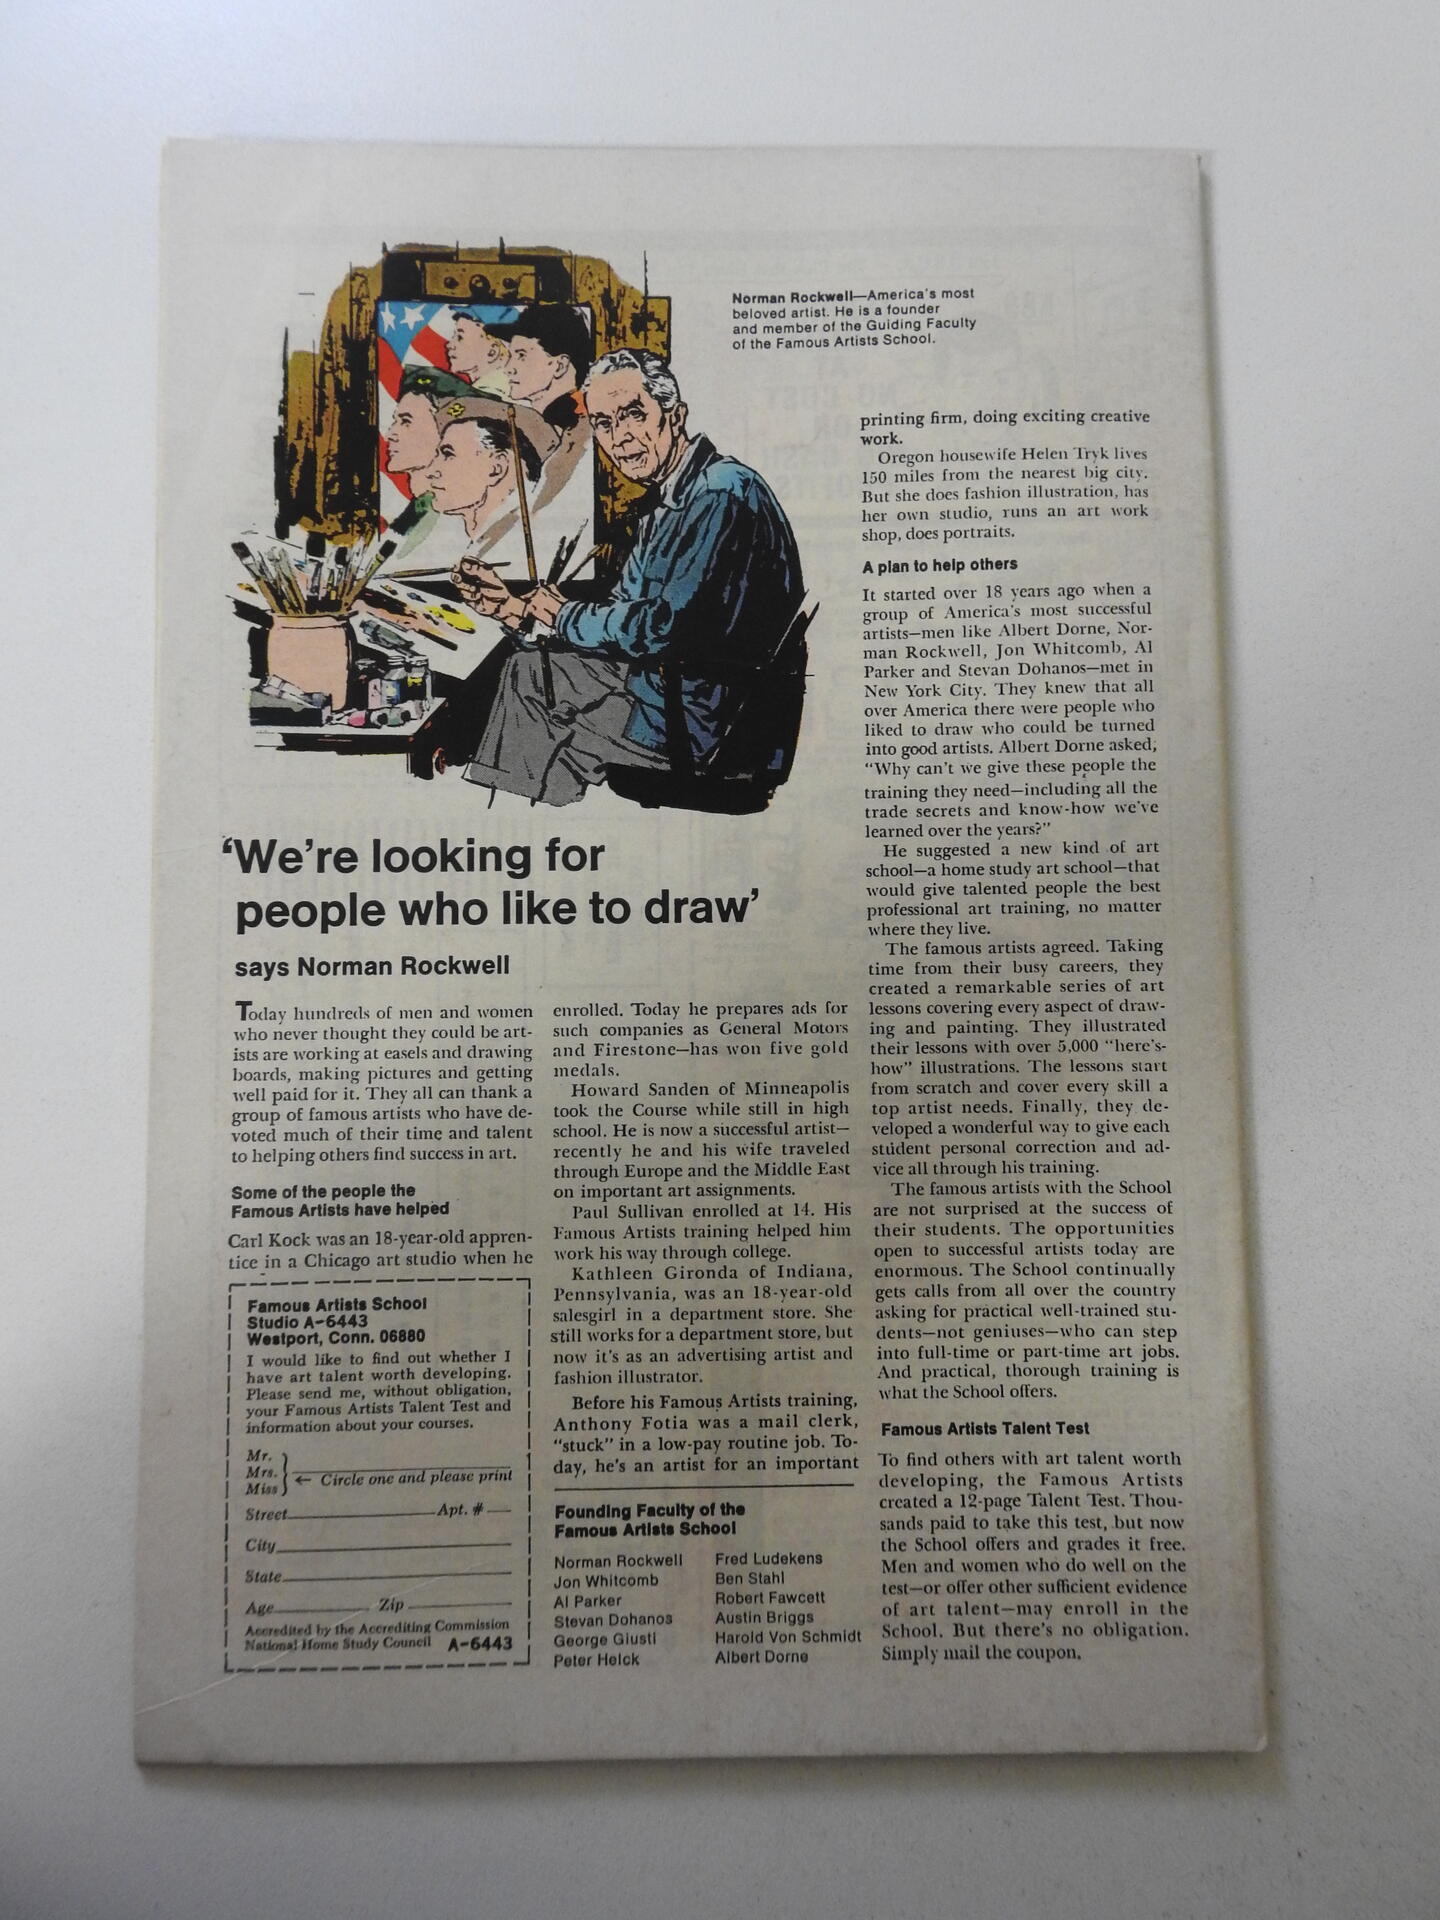 Norman Rockwell—America's most
beloved artist. He is a founder
and member of the Guiding Faculty
of the Famous Artists School.
'We're looking for
people who like to draw'
says Norman Rockwell
Today hundreds of men and women
who never thought they could be art-
ists are working at easels and drawing
boards, making pictures and getting
well paid for it. They all can thank a
group of famous artists who have de-
voted much of their time and talent
to helping others find success in art.
Some of the people the
Famous Artists have helped
Carl Kock was an 18-year-old appren-
tice in a Chicago art studio when he
Famous Artists School
Studio A-6443
Westport, Conn. 06880
I would like to find out whether I
have art talent worth developing.
Please send me, without obligation,
your Famous Artists Talent Test and
information about your courses.
Mr.
Mrs. ← Circle one and please print
Miss
Street Apt. #
City
State
Age Zip
Accredited by the Accrediting Commission
National Home Study Council A-6443
enrolled. Today he prepares ads for
such companies as General Motors
and Firestone—has won five gold
medals.
Howard Sanden of Minneapolis
took the Course while still in high
school. He is now a successful artist—
recently he and his wife traveled
through Europe and the Middle East
on important art assignments.
Paul Sullivan enrolled at 14. His
Famous Artists training helped him
work his way through college.
Kathleen Gironda of Indiana,
Pennsylvania, was an 18-year-old
salesgirl in a department store. She
still works for a department store, but
now it's as an advertising artist and
fashion illustrator.
Before his Famous Artists training,
Anthony Fotia was a mail clerk,
"stuck" in a low-pay routine job. To-
day, he's an artist for an important
Founding Faculty of the
Famous Artists School
Norman Rockwell
Jon Whitcomb
Al Parker
Stevan Dohanos
George Giusti
Peter Helck
Fred Ludekens
Ben Stahl
Robert Fawcett
Austin Briggs
Harold Von Schmidt
Albert Dorne
printing firm, doing exciting creative
work.
Oregon housewife Helen Tryk lives
150 miles from the nearest big city.
But she does fashion illustration, has
her own studio, runs an art work
shop, does portraits.
A plan to help others
It started over 18 years ago when a
group of America's most successful
artists—men like Albert Dorne, Nor-
man Rockwell, Jon Whitcomb, Al
Parker and Stevan Dohanos—met in
New York City. They knew that all
over America there were people who
liked to draw who could be turned
into good artists. Albert Dorne asked,
"Why can't we give these people the
training they need—including all the
trade secrets and know-how we've
learned over the years?"
He suggested a new kind of art
school—a home study art school—that
would give talented people the best
professional art training, no matter
where they live.
The famous artists agreed. Taking
time from their busy careers, they
created a remarkable series of art
lessons covering every aspect of draw-
ing and painting. They illustrated
their lessons with over 5,000 "here's-
how" illustrations. The lessons start
from scratch and cover every skill a
top artist needs. Finally, they de-
veloped a wonderful way to give each
student personal correction and ad-
vice all through his training.
The famous artists with the School
are not surprised at the success of
their students. The opportunities
open to successful artists today are
enormous. The School continually
gets calls from all over the country
asking for practical well-trained stu-
dents—not geniuses—who can step
into full-time or part-time art jobs.
And practical, thorough training is
what the School offers.
Famous Artists Talent Test
To find others with art talent worth
developing, the Famous Artists
created a 12-page Talent Test. Thou-
sands paid to take this test, but now
the School offers and grades it free.
Men and women who do well on the
test—or offer other sufficient evidence
of art talent—may enroll in the
School. But there's no obligation.
Simply mail the coupon.